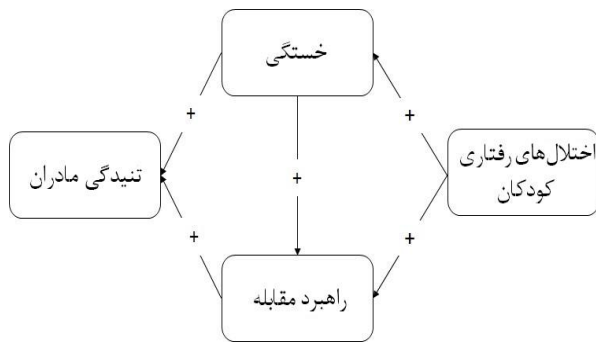 خستگی
+
+
اختلال‌های رفتاری
کودکان
تنیدگی مادران
+
+
+
راهبرد مقابله